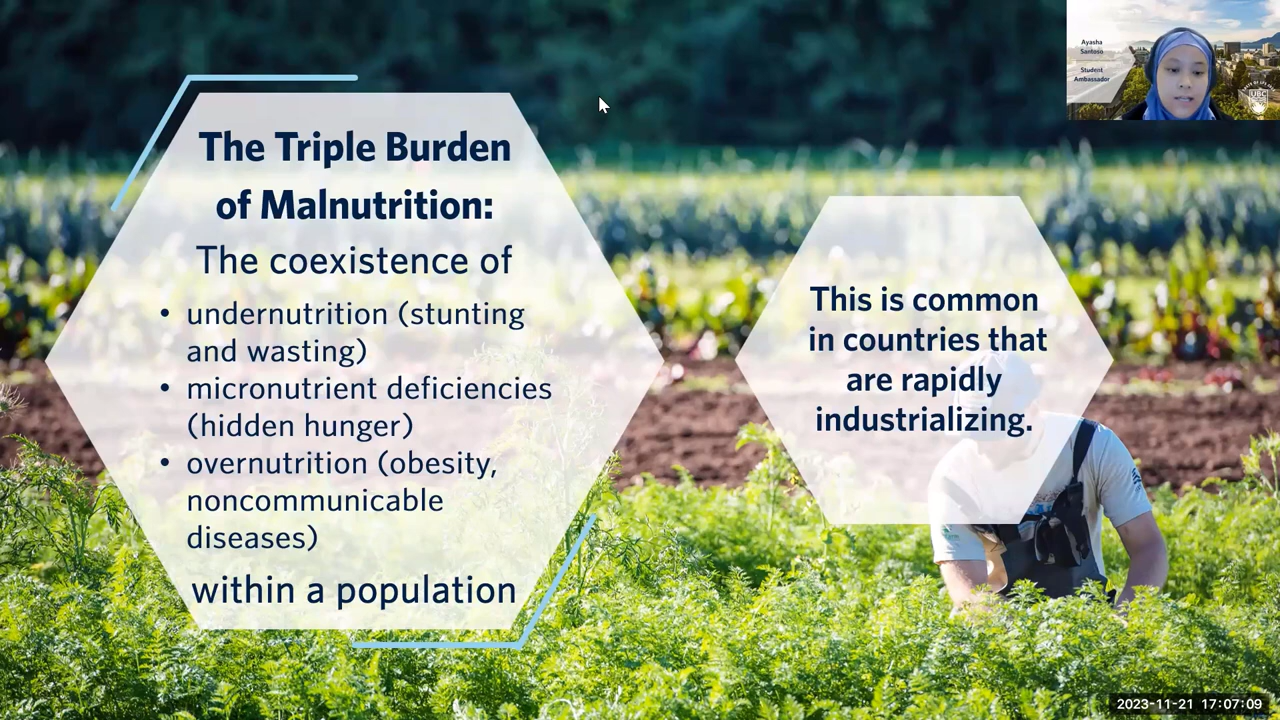 The Triple Burden
of Malnutrition:
The coexistence of
• undernutrition (stunting
and wasting)
• micronutrient deficiencies
(hidden hunger)
• overnutrition (obesity,
noncommunicable
diseases)
within a population
This is common
in countries that
are rapidly
industrializing.
Ayasha
Santoso
Student
Ambassador
UBC
2023-11-21 17:07:09